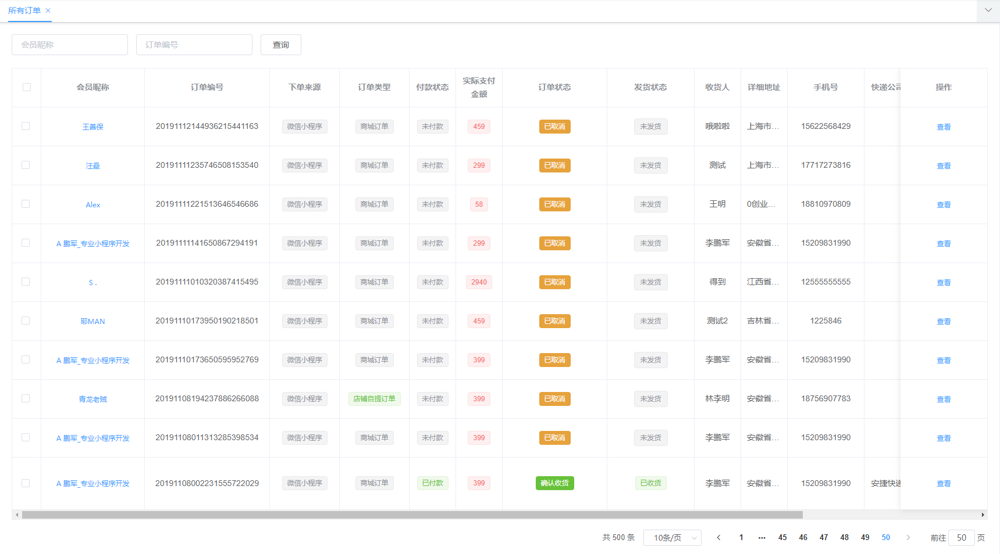 所有订单 ×
会员昵称 订单编号 查询
会员昵称 订单编号 下单来源 订单类型 付款状态 实际支付金额 订单状态 发货状态 收货人 详细地址 手机号 快递公司 操作
王善保 20191112144936215441163 微信小程序 商城订单 未付款 459 已取消 未发货 哦啦啦 上海市... 15622568429 查看
汪罍 20191111235746508153540 微信小程序 商城订单 未付款 299 已取消 未发货 测试 上海市... 17717273816 查看
Alex 20191111221513646546686 微信小程序 商城订单 未付款 58 已取消 未发货 王明 0创业... 18810970809 查看
A 鹏军_专业小程序开发 20191111141650867294191 微信小程序 商城订单 未付款 299 已取消 未发货 李鹏军 安徽省... 15209831990 查看
S . 20191111010320387415495 微信小程序 商城订单 未付款 2940 已取消 未发货 得到 江西省... 12555555555 查看
耶MAN 20191110173950190218501 微信小程序 商城订单 未付款 459 已取消 未发货 测试2 吉林省... 1225846 查看
A 鹏军_专业小程序开发 20191110173650595952769 微信小程序 商城订单 未付款 399 已取消 未发货 李鹏军 安徽省... 15209831990 查看
青龙老贼 20191108194237886266088 微信小程序 店铺自提订单 未付款 399 已取消 未发货 林李明 安徽省... 18756907783 查看
A 鹏军_专业小程序开发 20191108011313285398534 微信小程序 商城订单 未付款 399 已取消 未发货 李鹏军 安徽省... 15209831990 查看
A 鹏军_专业小程序开发 20191108002231555722029 微信小程序 商城订单 已付款 399 确认收货 已收货 李鹏军 安徽省... 15209831990 安捷快递 查看
共 500 条 10条/页 1 ••• 45 46 47 48 49 50 前往 50 页